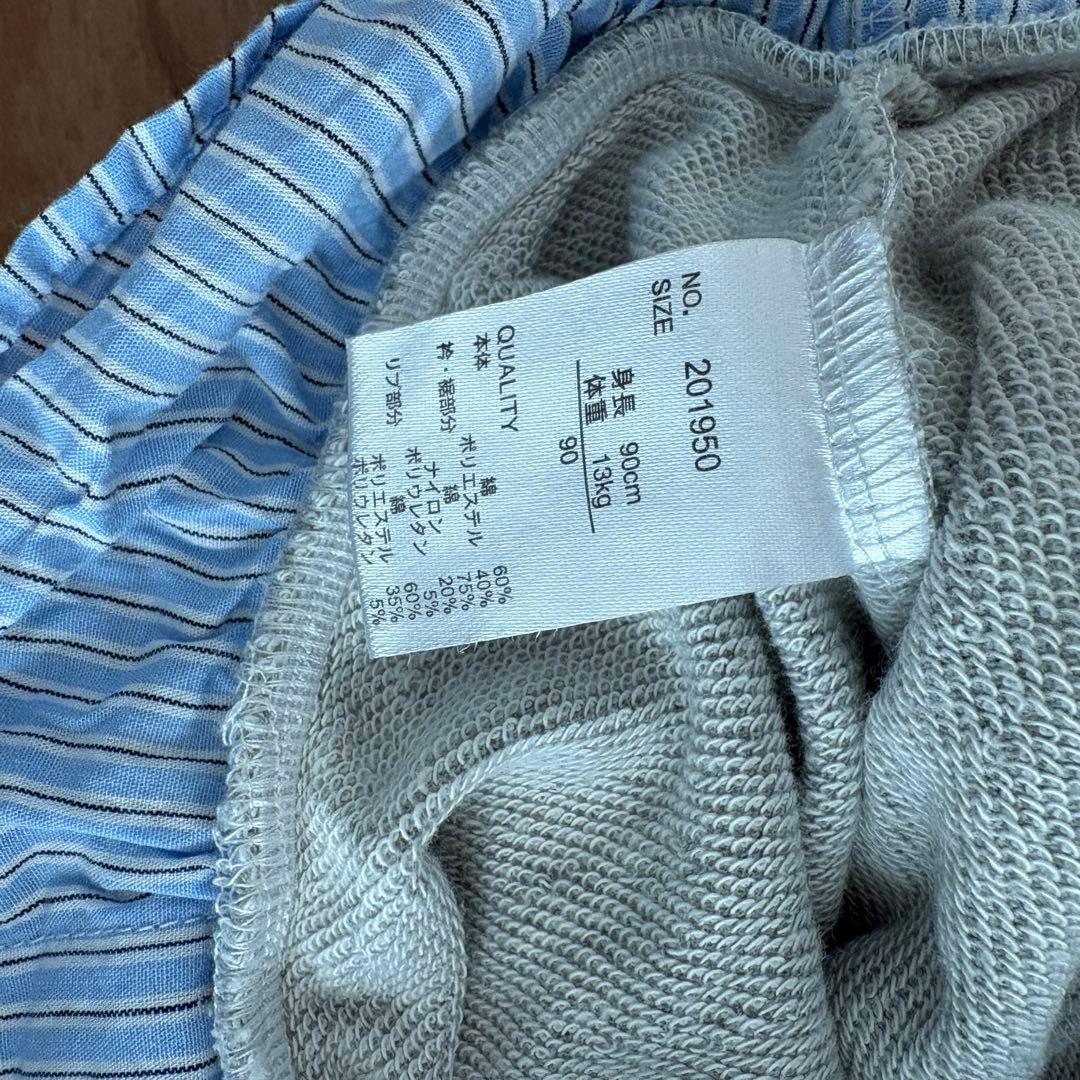 NO. 201950
SIZE
身長 90cm
体重 13kg
90
QUALITY
本体 綿 60%
ポリエステル 40%
衿・裾部分 綿 75%
ナイロン 20%
ポリウレタン 5%
リブ部分 綿 60%
ポリエステル 35%
ポリウレタン 5%